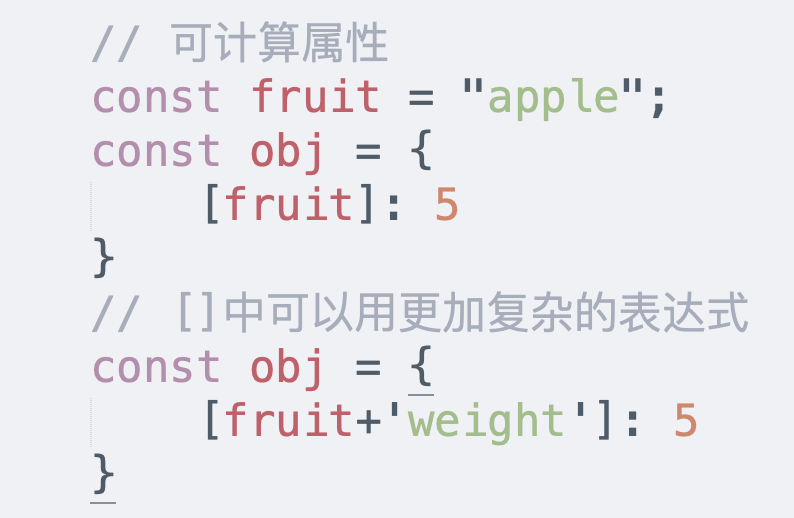 // 可计算属性
const fruit = "apple";
const obj = {
    [fruit]: 5
}
// []中可以用更加复杂的表达式
const obj = {
    [fruit+'weight']: 5
}